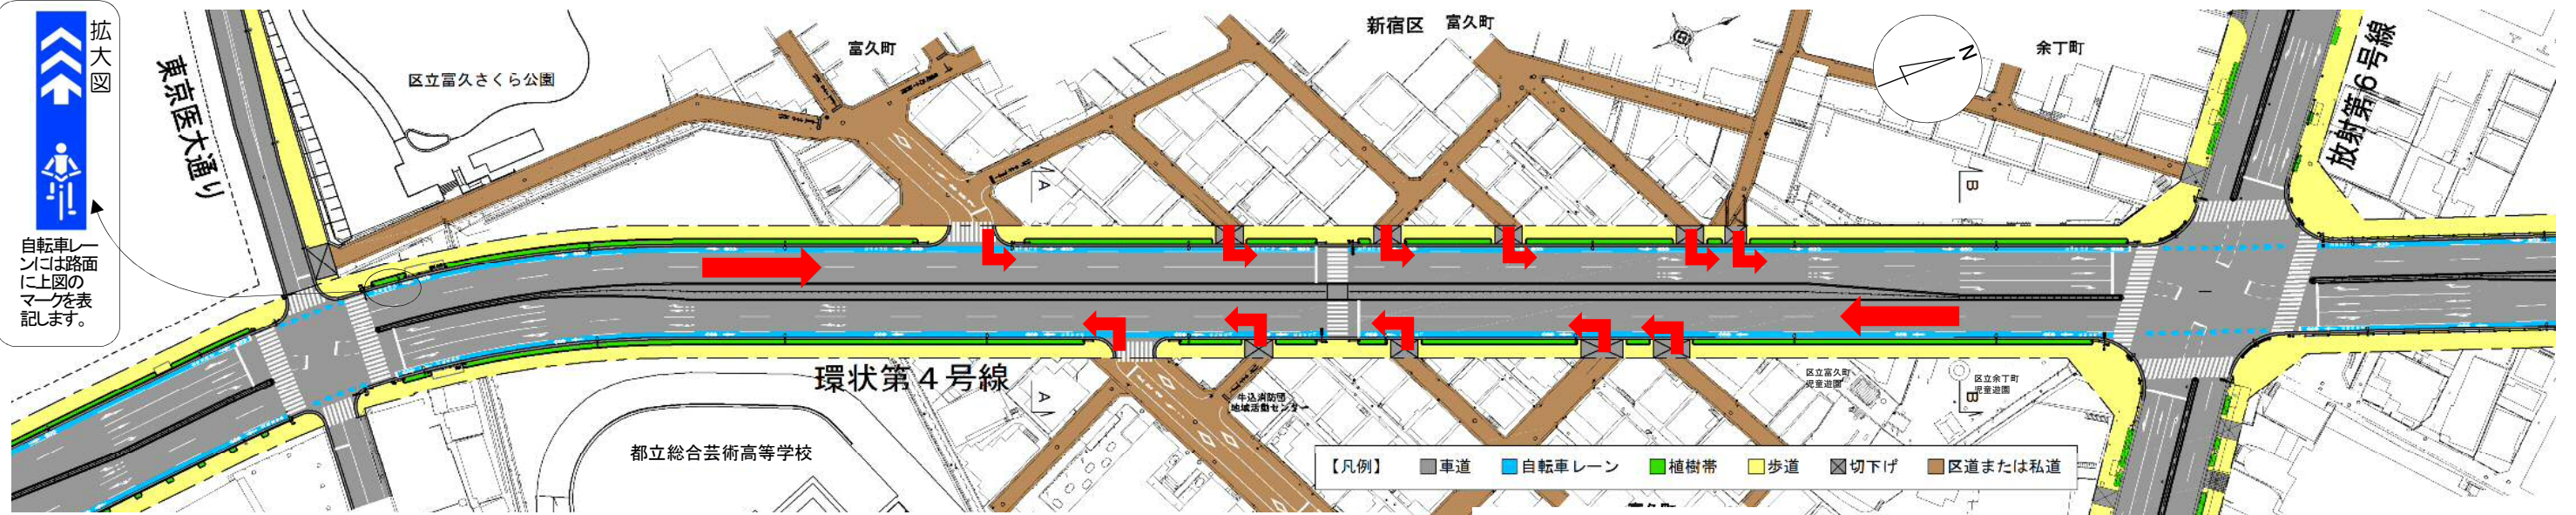 拡大図
自転車レー
ンには路面
に上図の
マークを表
記します。
東京医大通り
区立富久さくら公園
富久町
新宿区
富久町
余丁町
放射第6号線
N
A
B
環状第4号線
A
都立総合芸術高等学校
牛込消防団
地域活動センター
区立富久町
児童遊園
区立余丁町
児童遊園
B
【凡例】
車道
自転車レーン
植樹帯
歩道
切下げ
区道または私道